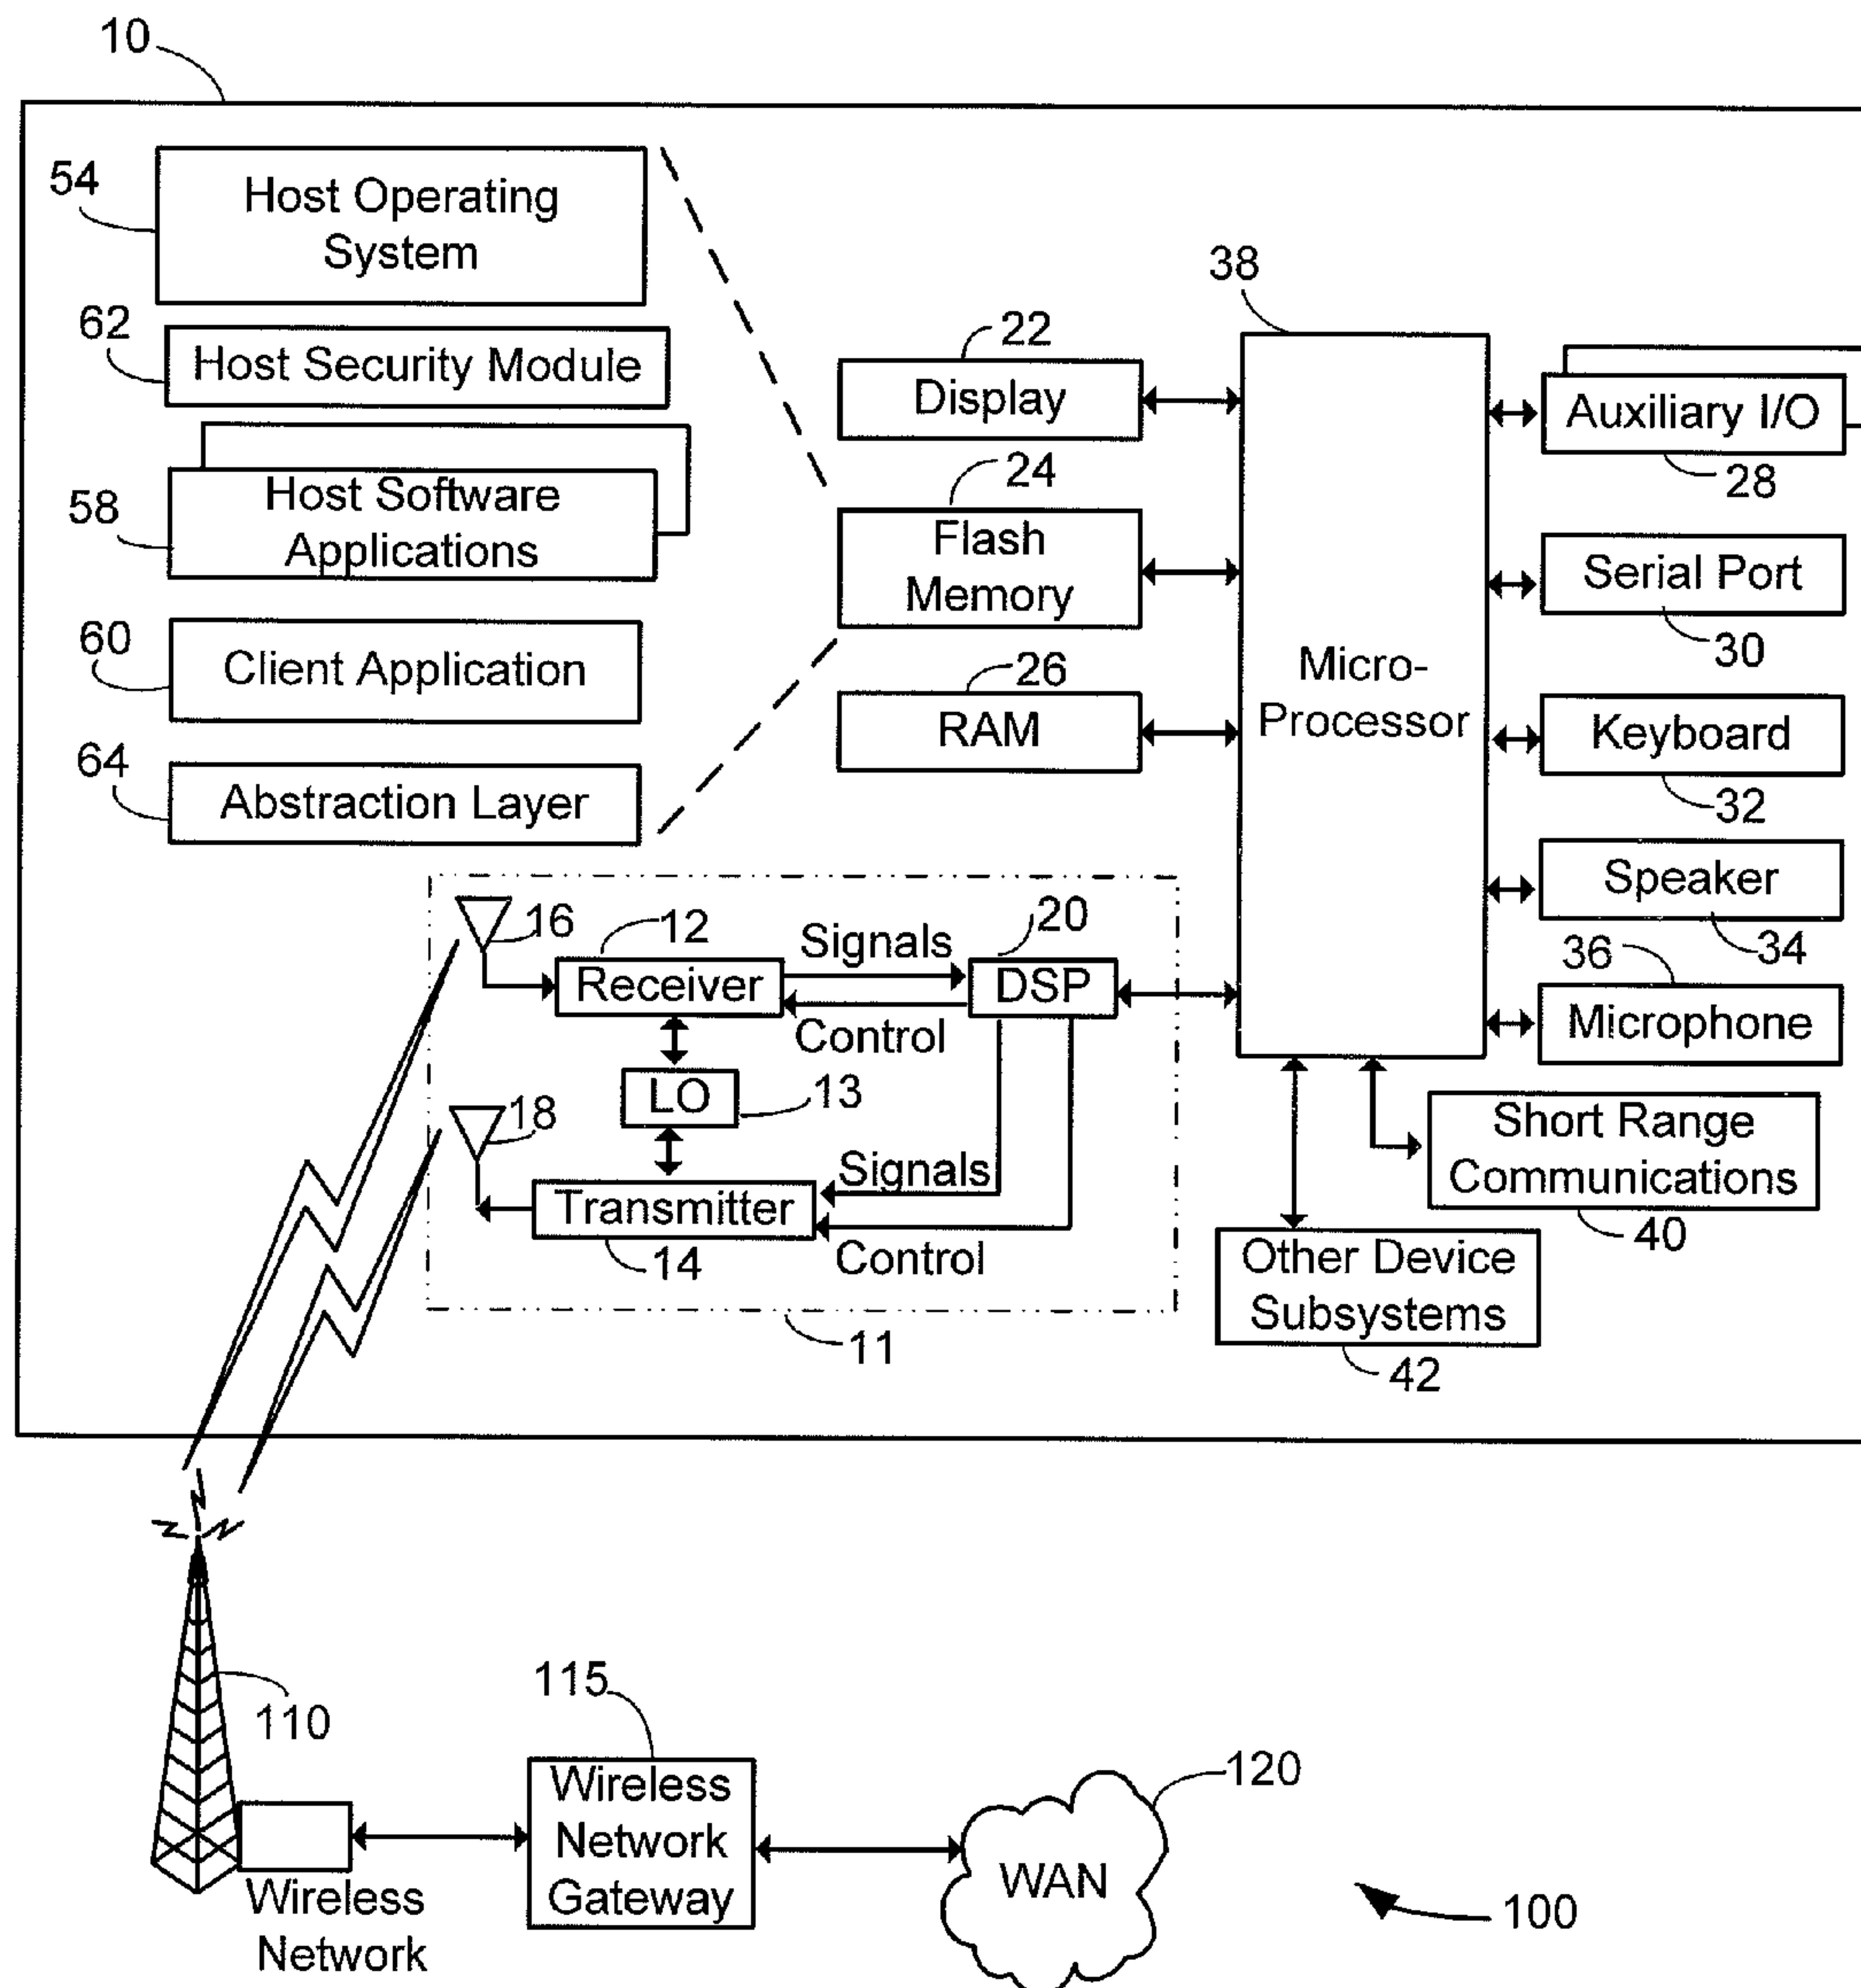 10
54
Host Operating
System
62
Host Security Module
58
Host Software
Applications
60
Client Application
64
Abstraction Layer
22
Display
24
Flash
Memory
26
RAM
38
Micro-
Processor
Auxiliary I/O
28
Serial Port
30
Keyboard
32
Speaker
34
36
Microphone
Short Range
Communications
40
Other Device
Subsystems
42
16
12
Receiver
Signals
20
DSP
Control
LO
13
18
Signals
Transmitter
14
Control
11
110
Wireless
Network
115
Wireless
Network
Gateway
120
WAN
100